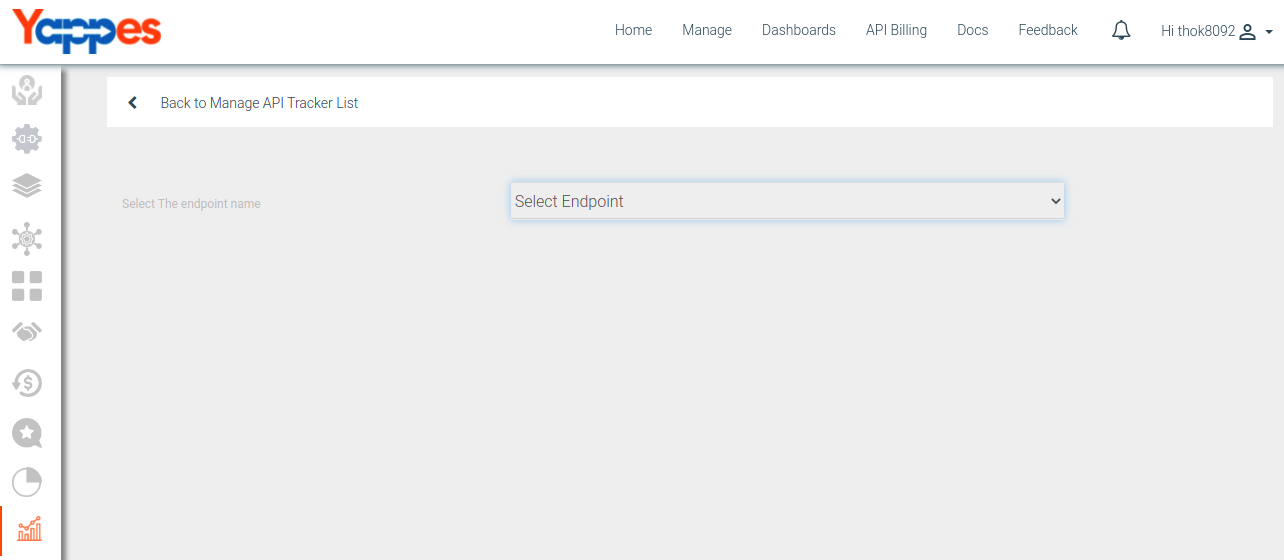 Yappes
Home Manage Dashboards API Billing Docs Feedback Hi thok8092
Back to Manage API Tracker List
Select The endpoint name
Select Endpoint